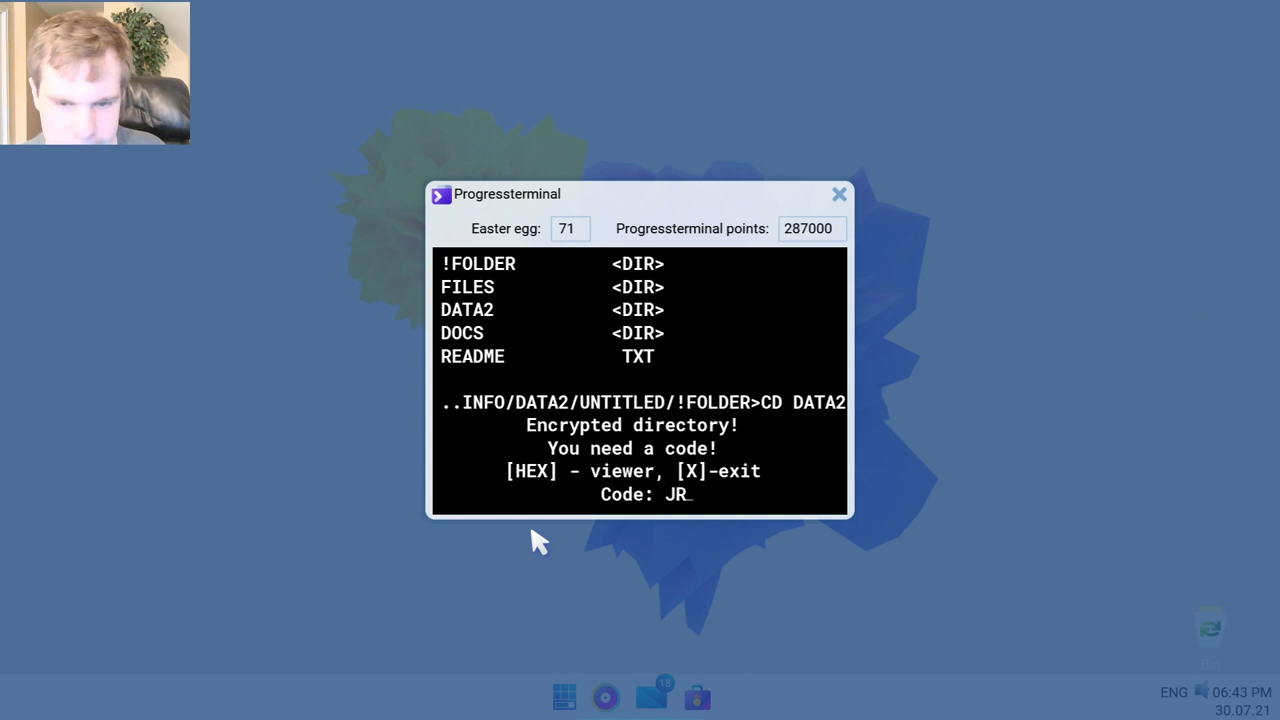 Progressterminal
Easter egg: 71 Progressterminal points: 287000
!FOLDER <DIR>
FILES <DIR>
DATA2 <DIR>
DOCS <DIR>
README TXT
..INFO/DATA2/UNTITLED/!FOLDER>CD DATA2
Encrypted directory!
You need a code!
[HEX] - viewer, [X]-exit
Code: JR_
18
ENG 06:43 PM
30.07.21